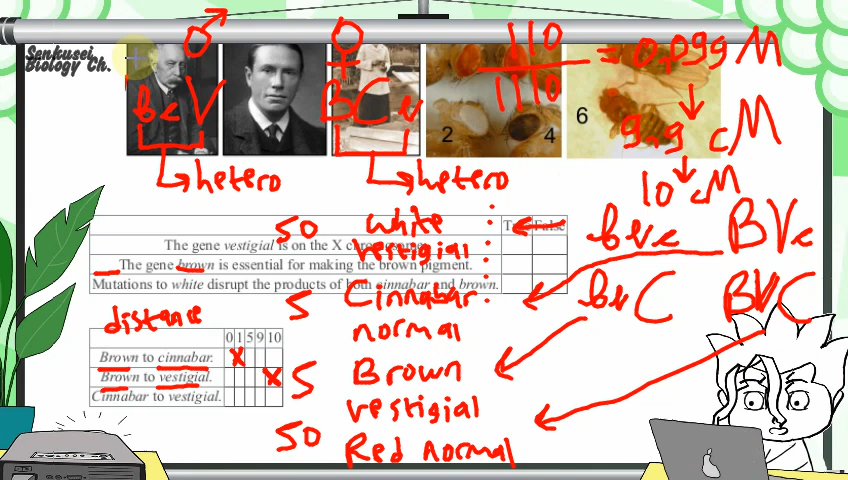 Senkusei
Biology Ch.
♂ ♀
110
1110
= 0,099 M
bcV
BCv
9,9 cM
hetero
hetero
10 cM
2
4
6
50 white :
vestigial :
bvc BVc
The gene vestigial is on the X
The gene brown is essential for making the brown pigment.
Mutations to white disrupt the products of both cinnabar and brown.
5 Cinnabar
normal
bvC BVC
distance
0 1 5 9 10
Brown to cinnabar. X
Brown to vestigial. X
Cinnabar to vestigial.
5 Brown
vestigial
50 Red normal